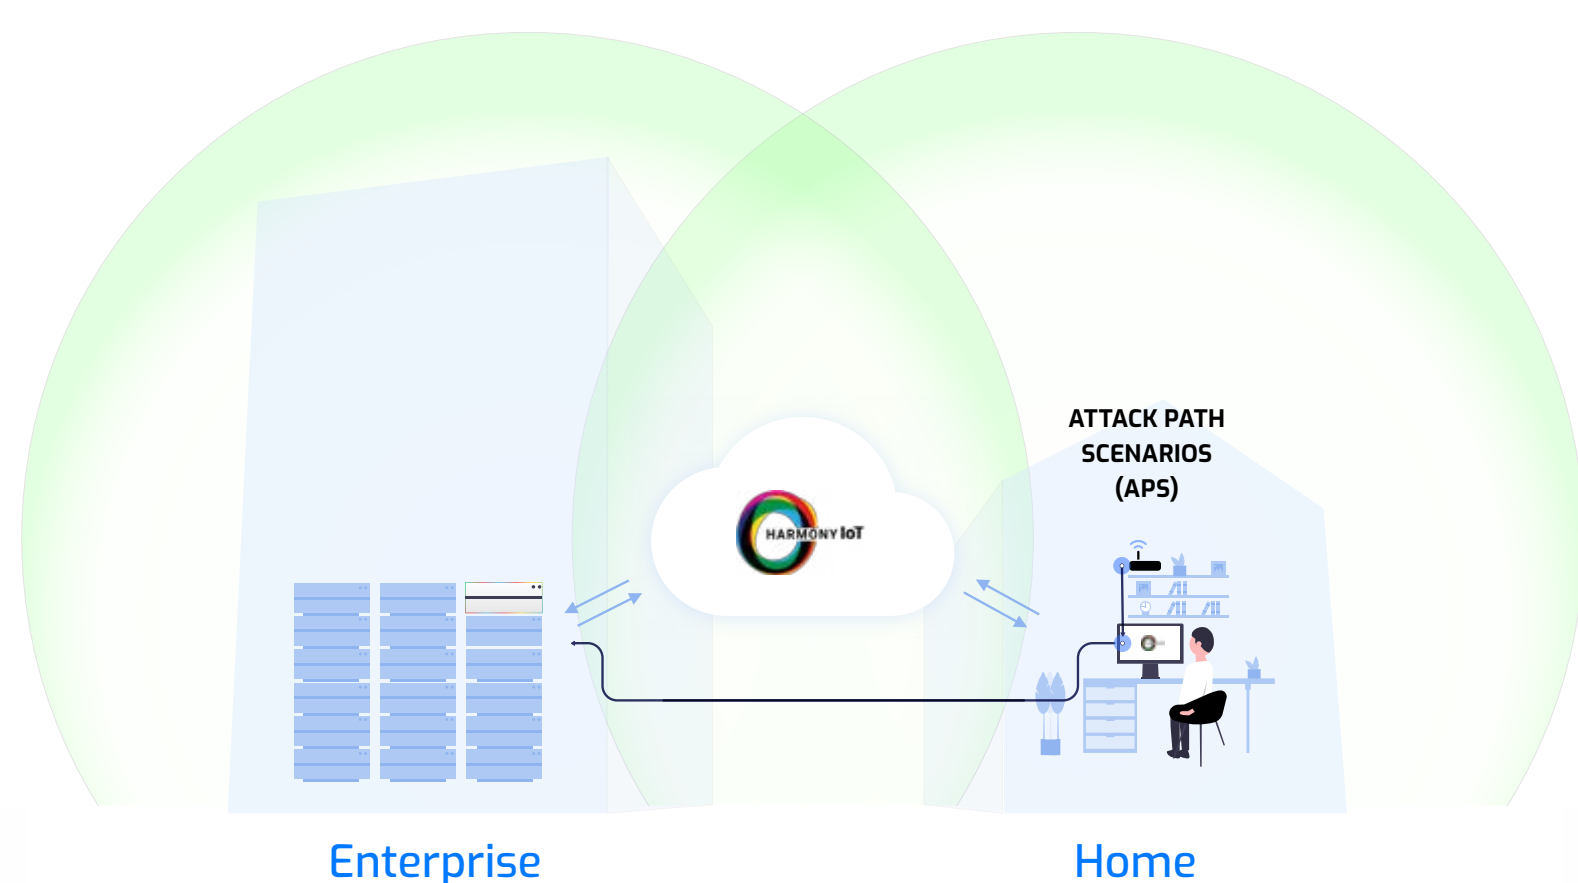 ATTACK PATH
SCENARIOS
(APS)
HARMONY IoT
Enterprise
Home